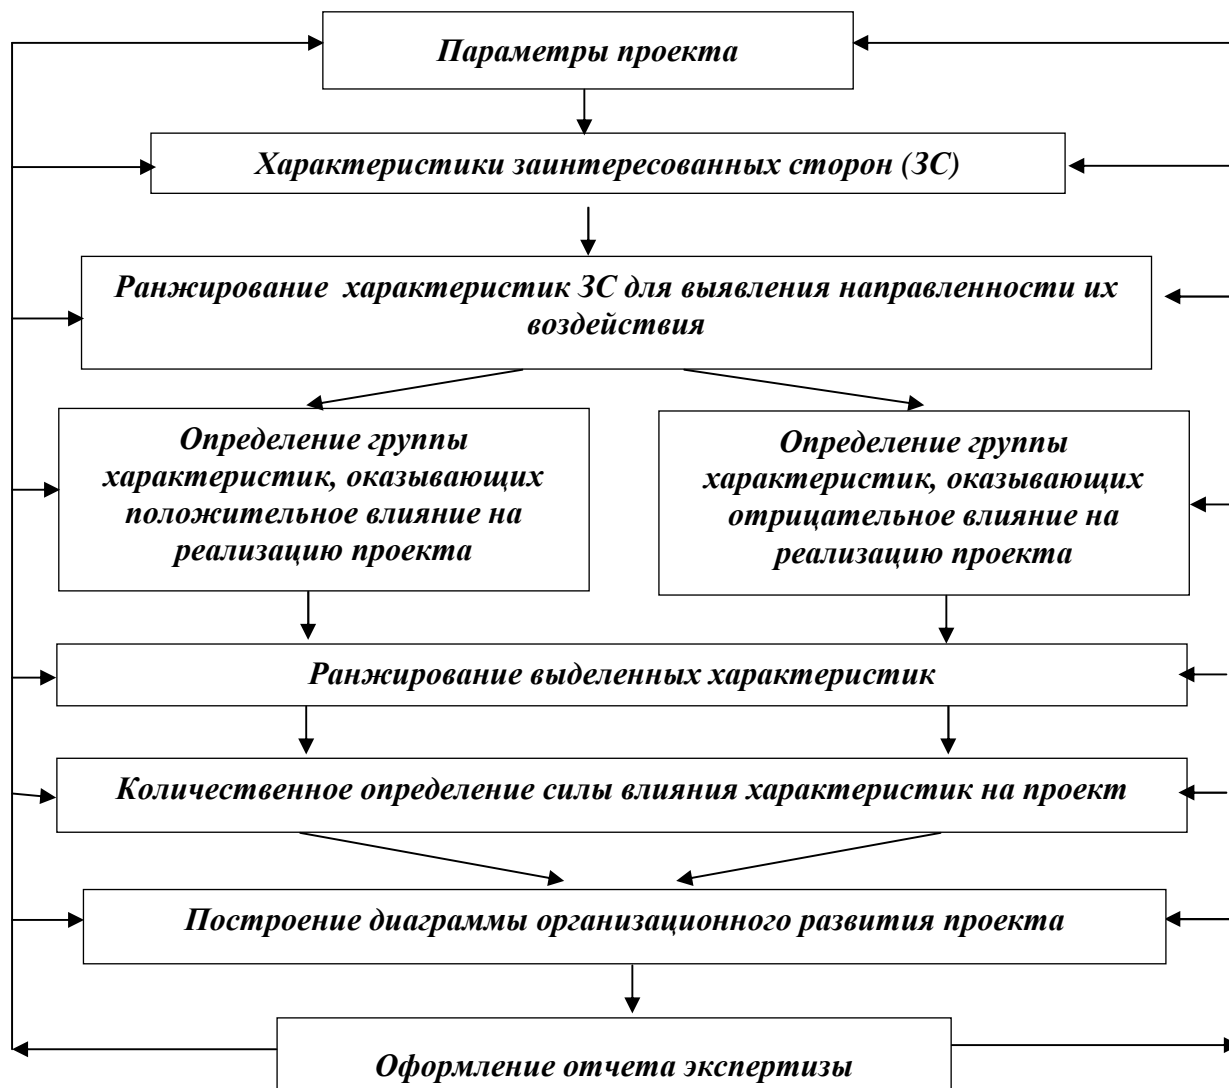 Параметры проекта
Характеристики заинтересованных сторон (ЗС)
Ранжирование характеристик ЗС для выявления направленности их
воздействия
Определение группы
характеристик, оказывающих
положительное влияние на
реализацию проекта
Определение группы
характеристик, оказывающих
отрицательное влияние на
реализацию проекта
Ранжирование выделенных характеристик
Количественное определение силы влияния характеристик на проект
Построение диаграммы организационного развития проекта
Оформление отчета экспертизы